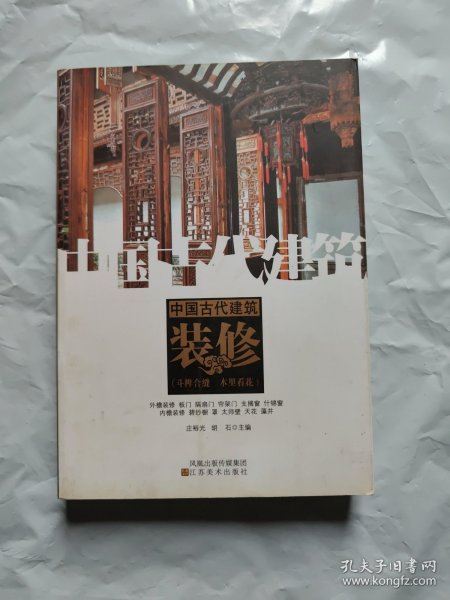 中国古代建筑
中国古代建筑
装修
（斗榫合缝 木里看花）
外檐装修 板门 隔扇门 帘架门 支摘窗 什锦窗
内檐装修 碧纱橱 罩 太师壁 天花 藻井
庄裕光 胡 石○主编
凤凰出版传媒集团
江苏美术出版社
孔夫子旧书网
www.kongfz.com